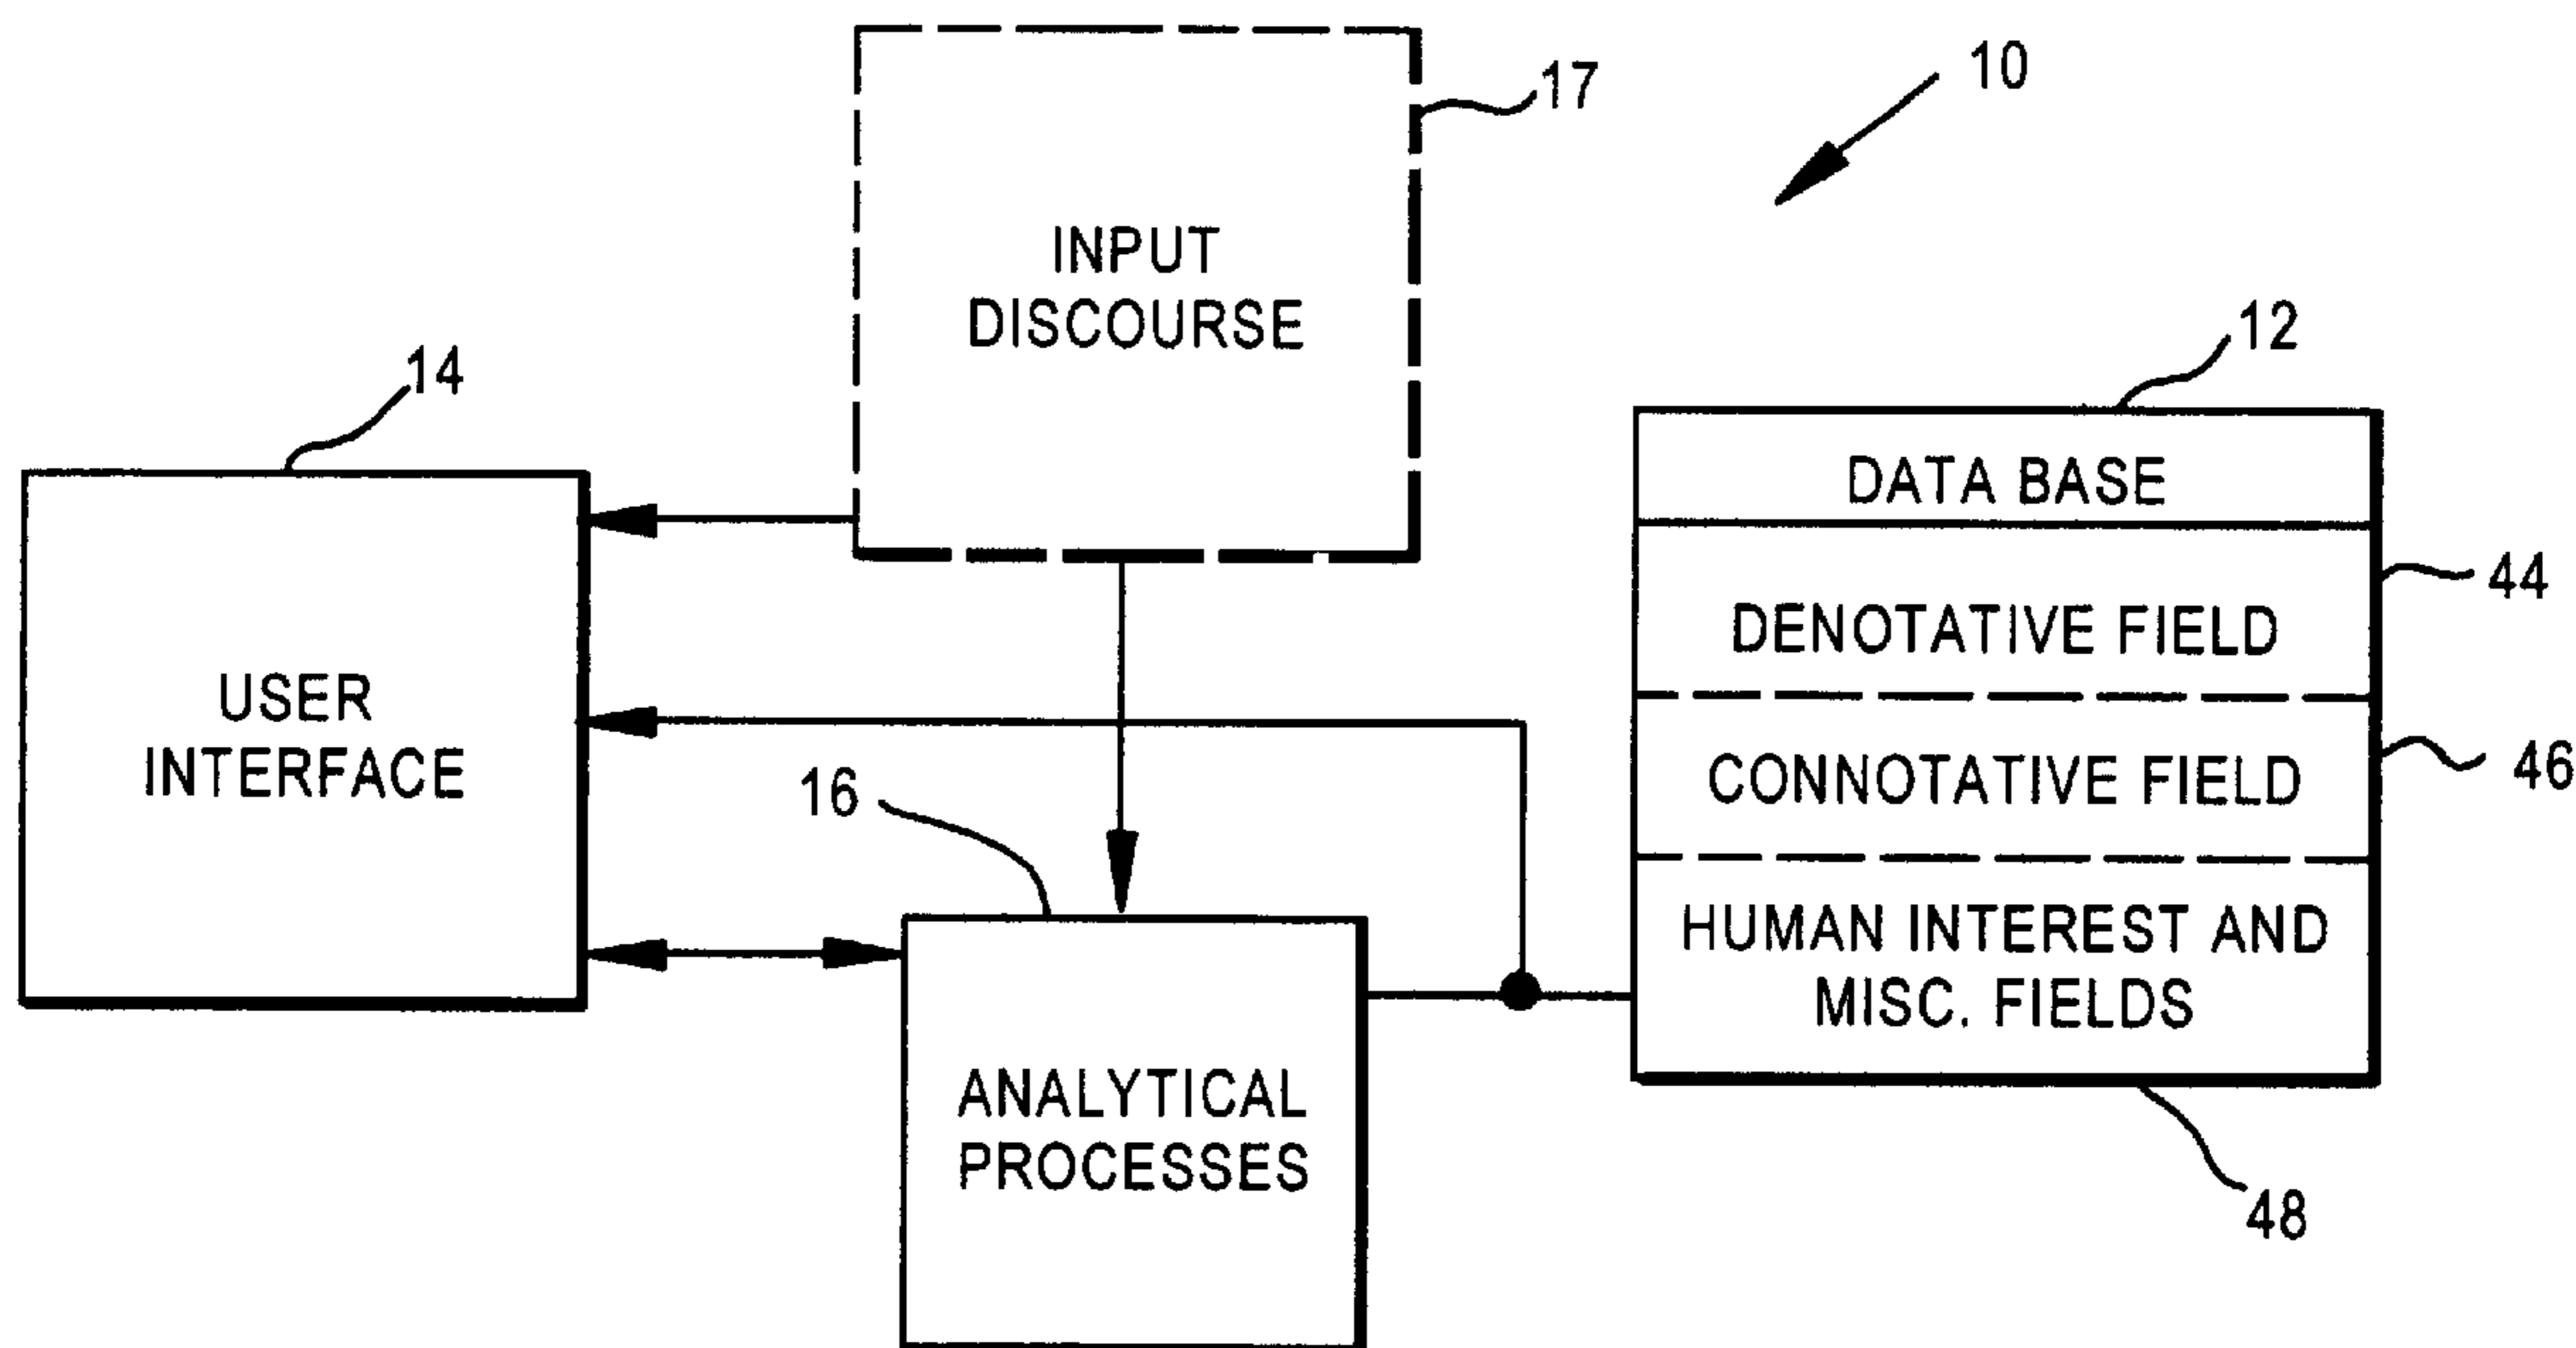 17
10
INPUT
DISCOURSE
12
14
DATA BASE
44
DENOTATIVE FIELD
USER
INTERFACE
46
CONNOTATIVE FIELD
16
HUMAN INTEREST AND
MISC. FIELDS
ANALYTICAL
PROCESSES
48